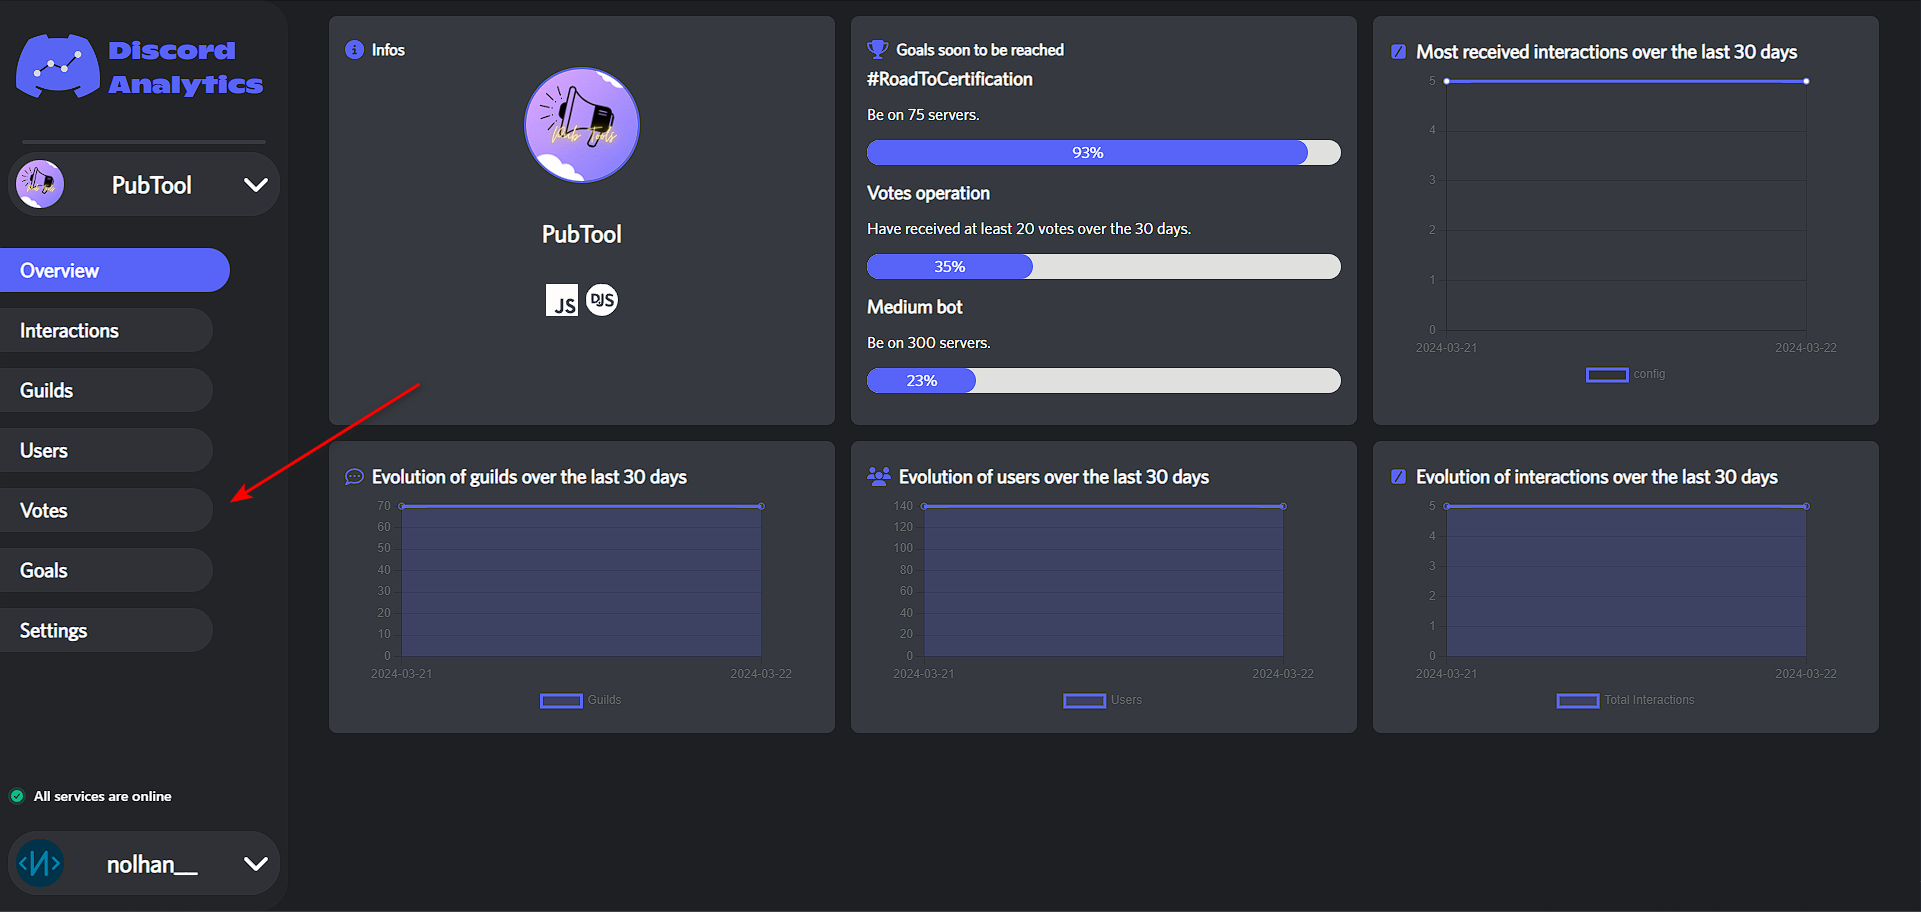 Discord
Analytics
PubTool
Overview
Interactions
Guilds
Users
Votes
Goals
Settings
All services are online
nolhan__
Infos
Pub Tools
PubTool
JS
DJS
Goals soon to be reached
#RoadToCertification
Be on 75 servers.
93%
Votes operation
Have received at least 20 votes over the 30 days.
35%
Medium bot
Be on 300 servers.
23%
Most received interactions over the last 30 days
5
4
3
2
1
0
2024-03-21 2024-03-22
config
Evolution of guilds over the last 30 days
70
60
50
40
30
20
10
0
2024-03-21 2024-03-22
Guilds
Evolution of users over the last 30 days
140
120
100
80
60
40
20
0
2024-03-21 2024-03-22
Users
Evolution of interactions over the last 30 days
5
4
3
2
1
0
2024-03-21 2024-03-22
Total Interactions